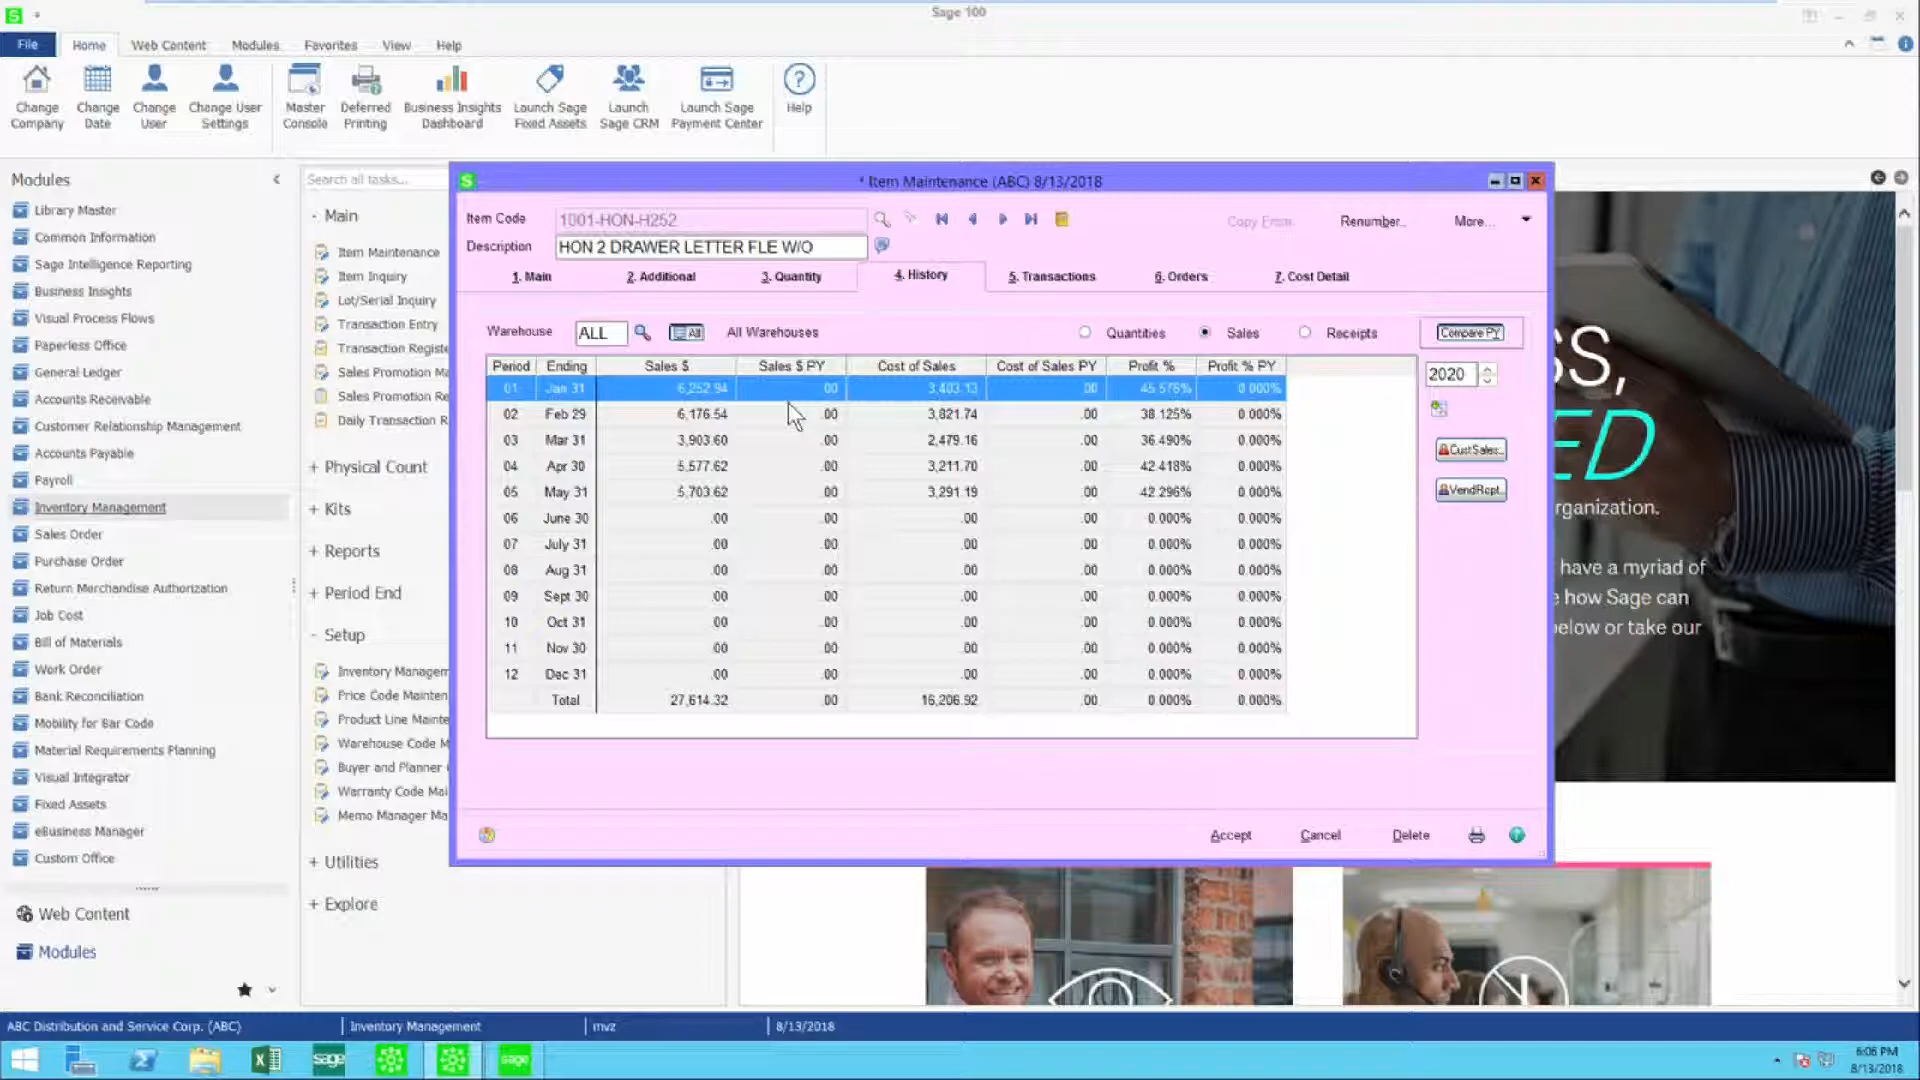 Sage 100
File Home Web Content Modules Favorites View Help
Change Company
Change Date
Change User
Change User Settings
Master Console
Deferred Printing
Business Insights Dashboard
Launch Sage Fixed Assets
Launch Sage CRM
Launch Sage Payment Center
Help
Modules
Library Master
Common Information
Sage Intelligence Reporting
Business Insights
Visual Process Flows
Paperless Office
General Ledger
Accounts Receivable
Customer Relationship Management
Accounts Payable
Payroll
Inventory Management
Sales Order
Purchase Order
Return Merchandise Authorization
Job Cost
Bill of Materials
Work Order
Bank Reconciliation
Mobility for Bar Code
Material Requirements Planning
Visual Integrator
Fixed Assets
eBusiness Manager
Custom Office
Web Content
Modules
Search all tasks...
- Main
Item Maintenance
Item Inquiry
Lot/Serial Inquiry
Transaction Entry
Transaction Registe
Sales Promotion Ma
Sales Promotion Re
Daily Transaction R
+ Physical Count
+ Kits
+ Reports
+ Period End
- Setup
Inventory Managem
Price Code Mainten
Product Line Mainte
Warehouse Code M
Buyer and Planner
Warranty Code Mai
Memo Manager Ma
+ Utilities
+ Explore
* Item Maintenance (ABC) 8/13/2018
Item Code 1001-HON-H252 Copy From Renumber... More...
Description HON 2 DRAWER LETTER FLE W/O
1. Main 2. Additional 3. Quantity 4. History 5. Transactions 6. Orders 7. Cost Detail
Warehouse ALL All All Warehouses Quantities Sales Receipts Compare PY
Period Ending Sales $ Sales $ PY Cost of Sales Cost of Sales PY Profit % Profit % PY
01 Jan 31 6,252.94 .00 3,403.13 .00 45.576% 0.000%
02 Feb 29 6,176.54 .00 3,821.74 .00 38.125% 0.000%
03 Mar 31 3,903.60 .00 2,479.16 .00 36.490% 0.000%
04 Apr 30 5,577.62 .00 3,211.70 .00 42.418% 0.000%
05 May 31 5,703.62 .00 3,291.19 .00 42.296% 0.000%
06 June 30 .00 .00 .00 .00 0.000% 0.000%
07 July 31 .00 .00 .00 .00 0.000% 0.000%
08 Aug 31 .00 .00 .00 .00 0.000% 0.000%
09 Sept 30 .00 .00 .00 .00 0.000% 0.000%
10 Oct 31 .00 .00 .00 .00 0.000% 0.000%
11 Nov 30 .00 .00 .00 .00 0.000% 0.000%
12 Dec 31 .00 .00 .00 .00 0.000% 0.000%
Total 27,614.32 .00 16,206.92 .00 0.000% 0.000%
2020
CustSales...
VendRcpt...
Accept Cancel Delete
SS,
ED
rganization.
have a myriad of
how Sage can
below or take our
ABC Distribution and Service Corp. (ABC) Inventory Management mvz 8/13/2018
sage sage
6:06 PM
8/13/2018